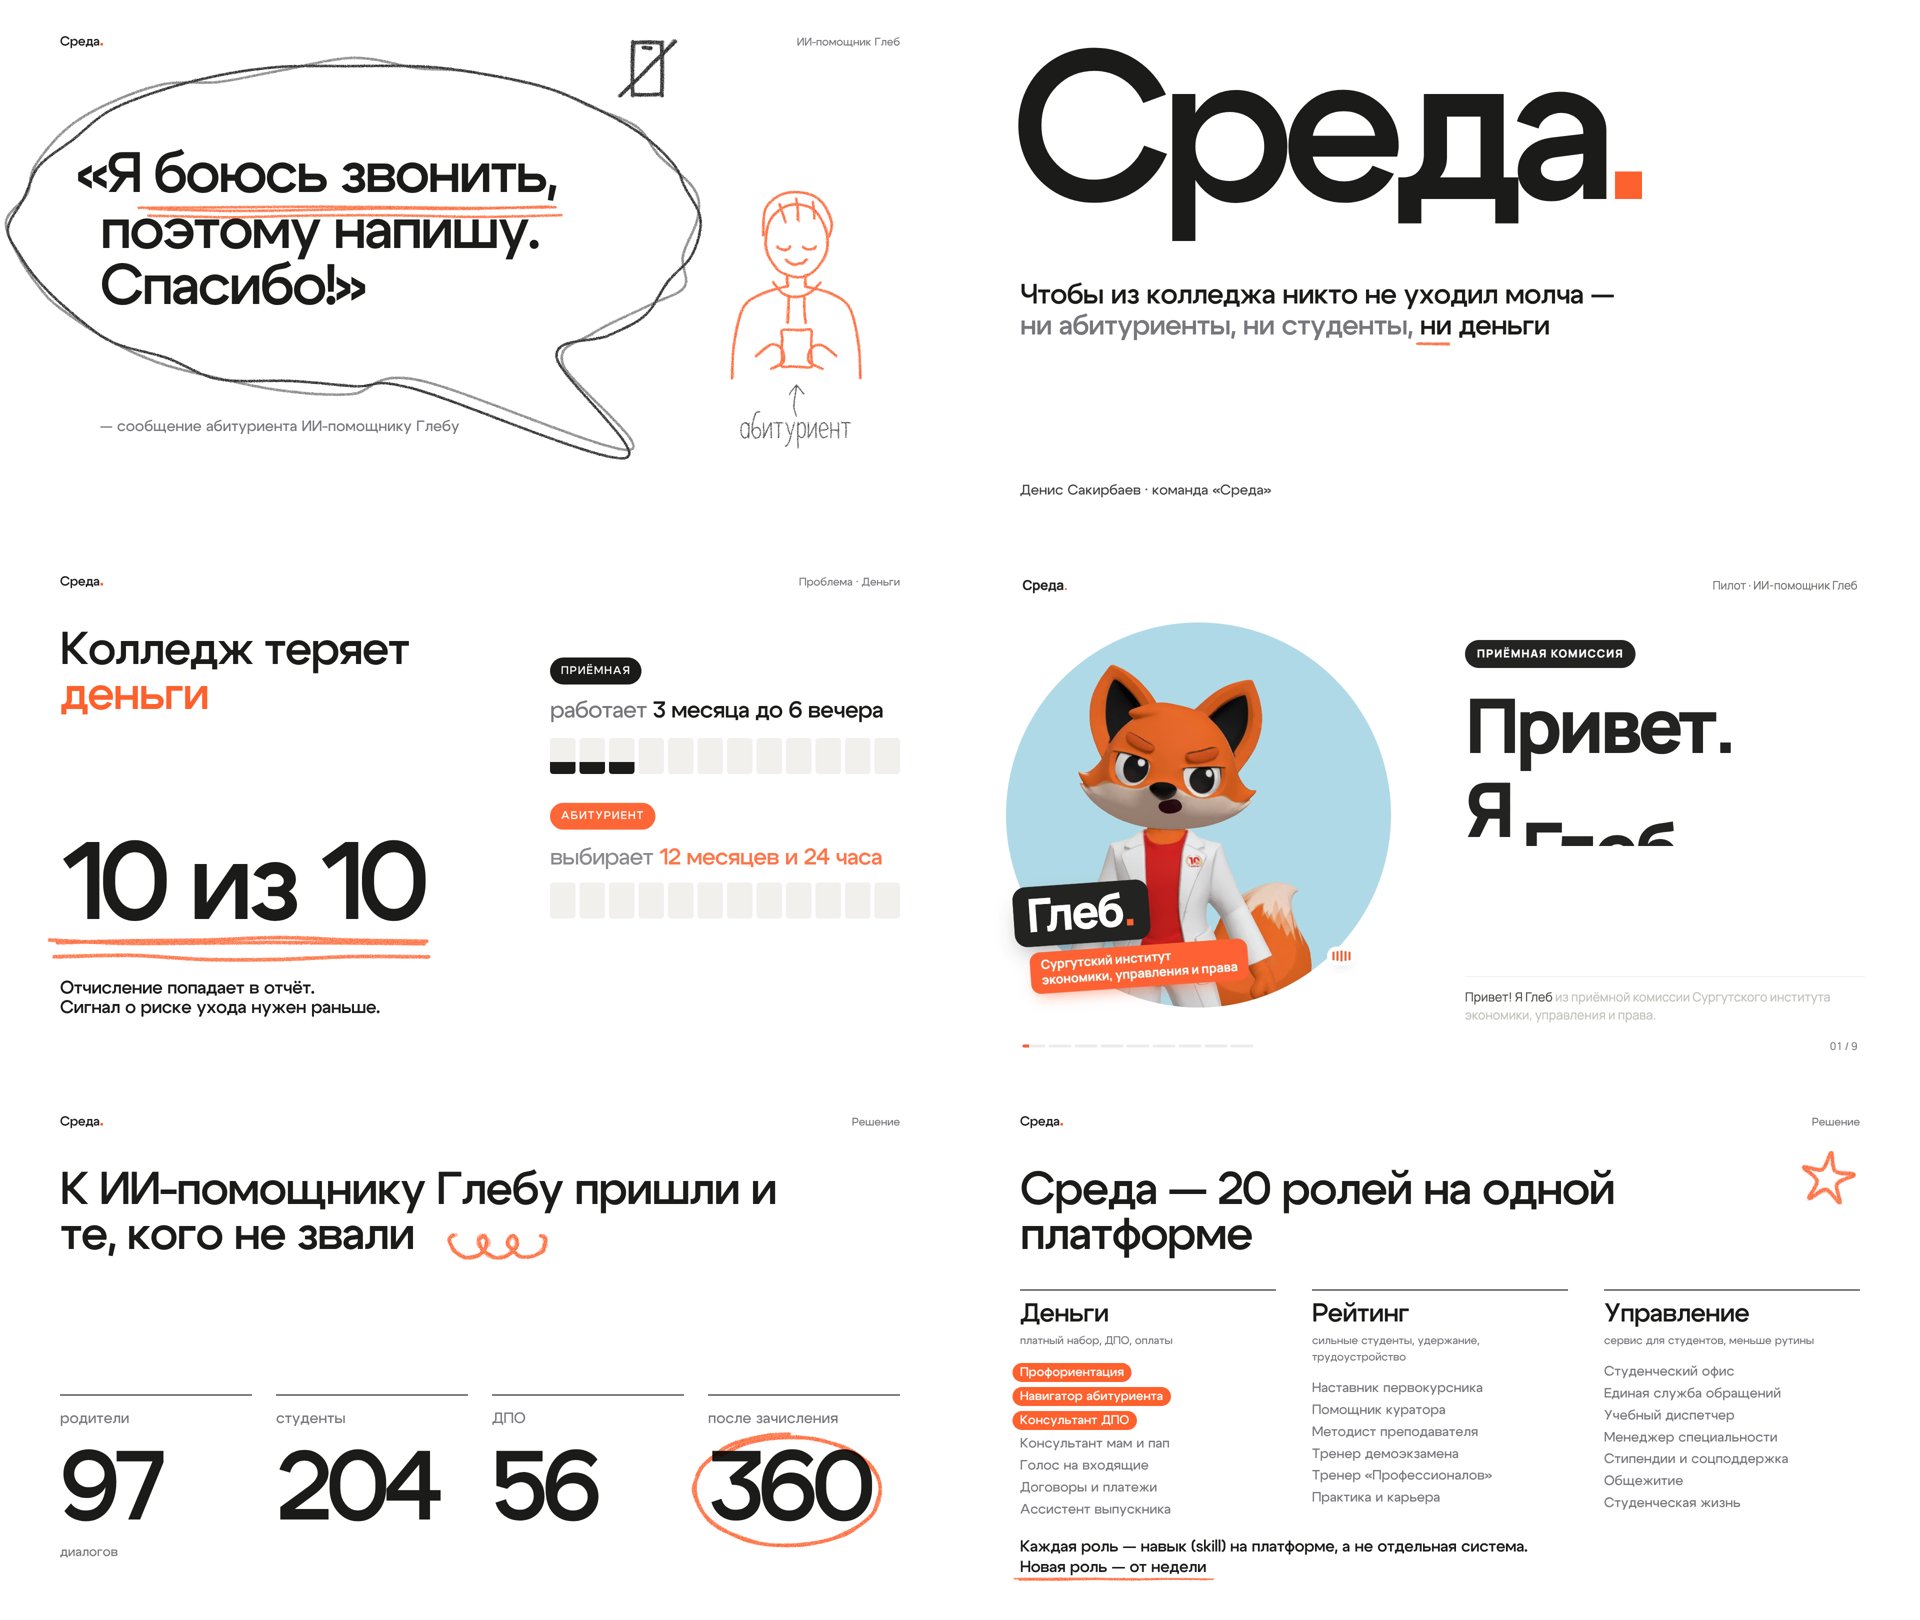 Среда.
ИИ-помощник Глеб
«Я боюсь звонить,
поэтому напишу.
Спасибо!»
— сообщение абитуриента ИИ-помощнику Глебу
абитуриент
Среда.
Чтобы из колледжа никто не уходил молча —
ни абитуриенты, ни студенты, ни деньги
Денис Сакирбаев · команда «Среда»
Среда.
Проблема · Деньги
Колледж теряет
деньги
10 из 10
Отчисление попадает в отчёт.
Сигнал о риске ухода нужен раньше.
ПРИЁМНАЯ
работает 3 месяца до 6 вечера
АБИТУРИЕНТ
выбирает 12 месяцев и 24 часа
Среда.
Пилот · ИИ-помощник Глеб
Глеб.
Сургутский институт
экономики, управления и права
ПРИЁМНАЯ КОМИССИЯ
Привет.
Я Глеб
Привет! Я Глеб из приёмной комиссии Сургутского института
экономики, управления и права.
01 / 9
Среда.
Решение
К ИИ-помощнику Глебу пришли и
те, кого не звали
родители
97
диалогов
студенты
204
ДПО
56
после зачисления
360
Среда.
Решение
Среда — 20 ролей на одной
платформе
Деньги
платный набор, ДПО, оплаты
Профориентация
Навигатор абитуриента
Консультант ДПО
Консультант мам и пап
Голос на входящие
Договоры и платежи
Ассистент выпускника
Рейтинг
сильные студенты, удержание,
трудоустройство
Наставник первокурсника
Помощник куратора
Методист преподавателя
Тренер демоэкзамена
Тренер «Профессионалов»
Практика и карьера
Управление
сервис для студентов, меньше рутины
Студенческий офис
Единая служба обращений
Учебный диспетчер
Менеджер специальности
Стипендии и соцподдержка
Общежитие
Студенческая жизнь
Каждая роль — навык (skill) на платформе, а не отдельная система.
Новая роль — от недели